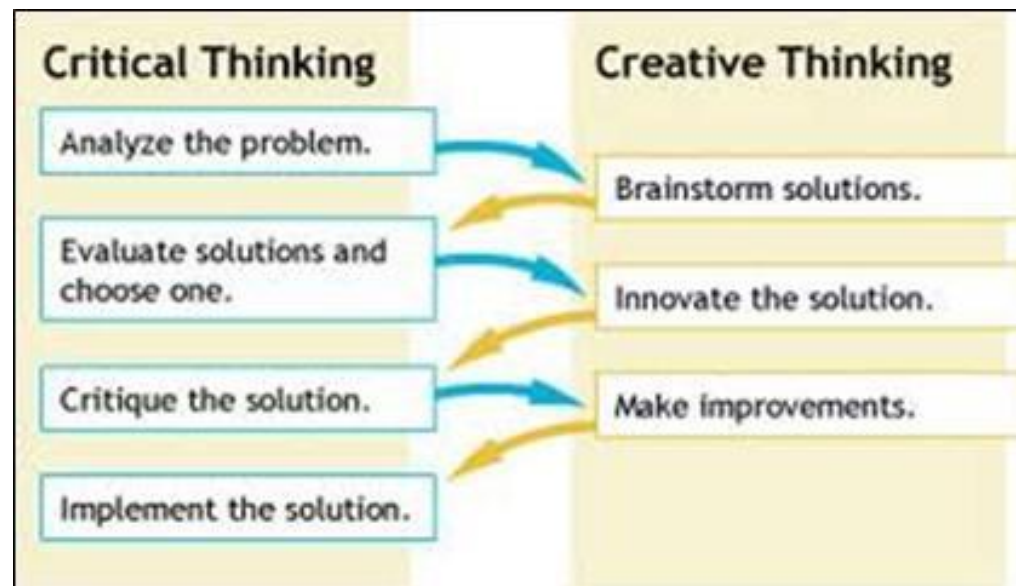 Critical Thinking
Creative Thinking
Analyze the problem.
Brainstorm solutions.
Evaluate solutions and
choose one.
Innovate the solution.
Critique the solution.
Make improvements.
Implement the solution.